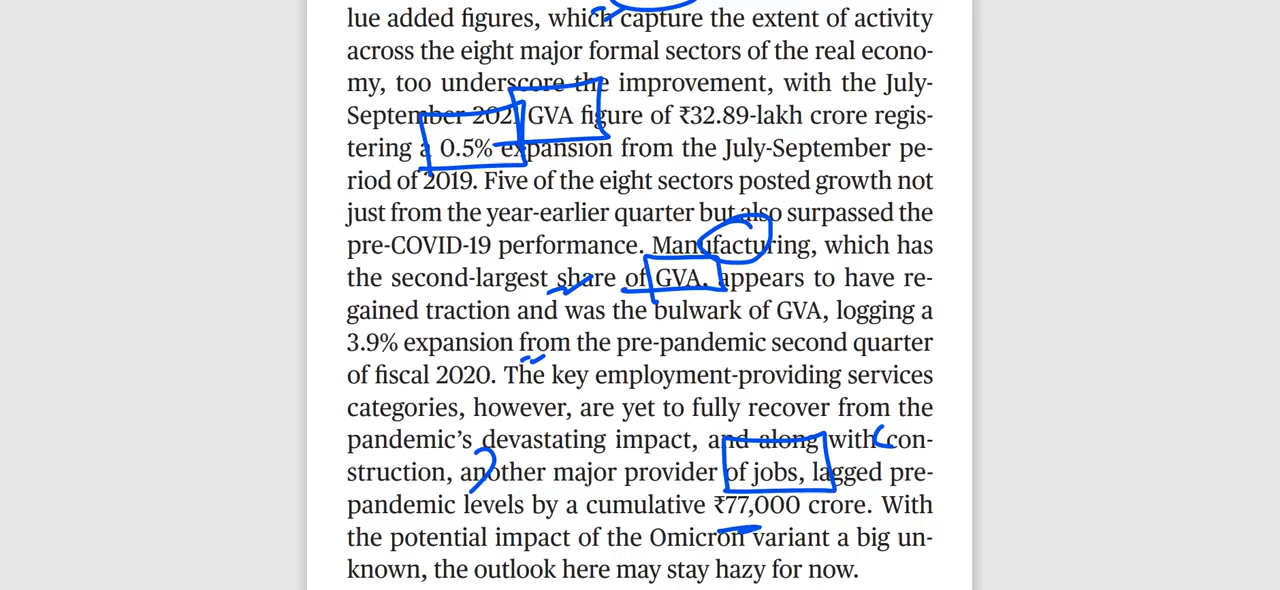 lue added figures, which capture the extent of activity
across the eight major formal sectors of the real econo-
my, too underscore the improvement, with the July-
September 2021 GVA figure of ₹32.89-lakh crore regis-
tering a 0.5% expansion from the July-September pe-
riod of 2019. Five of the eight sectors posted growth not
just from the year-earlier quarter but also surpassed the
pre-COVID-19 performance. Manufacturing, which has
the second-largest share of GVA, appears to have re-
gained traction and was the bulwark of GVA, logging a
3.9% expansion from the pre-pandemic second quarter
of fiscal 2020. The key employment-providing services
categories, however, are yet to fully recover from the
pandemic’s devastating impact, and along with con-
struction, another major provider of jobs, lagged pre-
pandemic levels by a cumulative ₹77,000 crore. With
the potential impact of the Omicron variant a big un-
known, the outlook here may stay hazy for now.